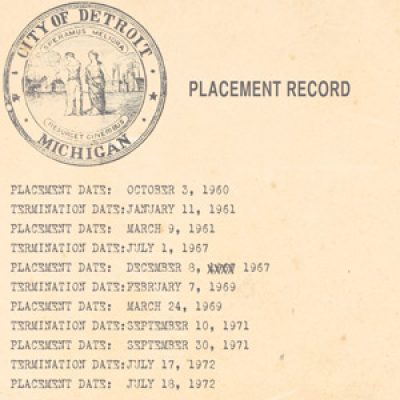 CITY OF DETROIT
SPERAMUS MELIORA
RESURGET CINERIBUS
MICHIGAN
PLACEMENT RECORD
PLACEMENT DATE: OCTOBER 3, 1960
TERMINATION DATE:JANUARY 11, 1961
PLACEMENT DATE: MARCH 9, 1961
TERMINATION DATE:JULY 1, 1967
PLACEMENT DATE: DECEMBER 8, 1967
TERMINATION DATE:FEBRUARY 7, 1969
PLACEMENT DATE: MARCH 24, 1969
TERMINATION DATE:SEPTEMBER 10, 1971
PLACEMENT DATE: SEPTEMBER 30, 1971
TERMINATION DATE:JULY 17, 1972
PLACEMENT DATE: JULY 18, 1972